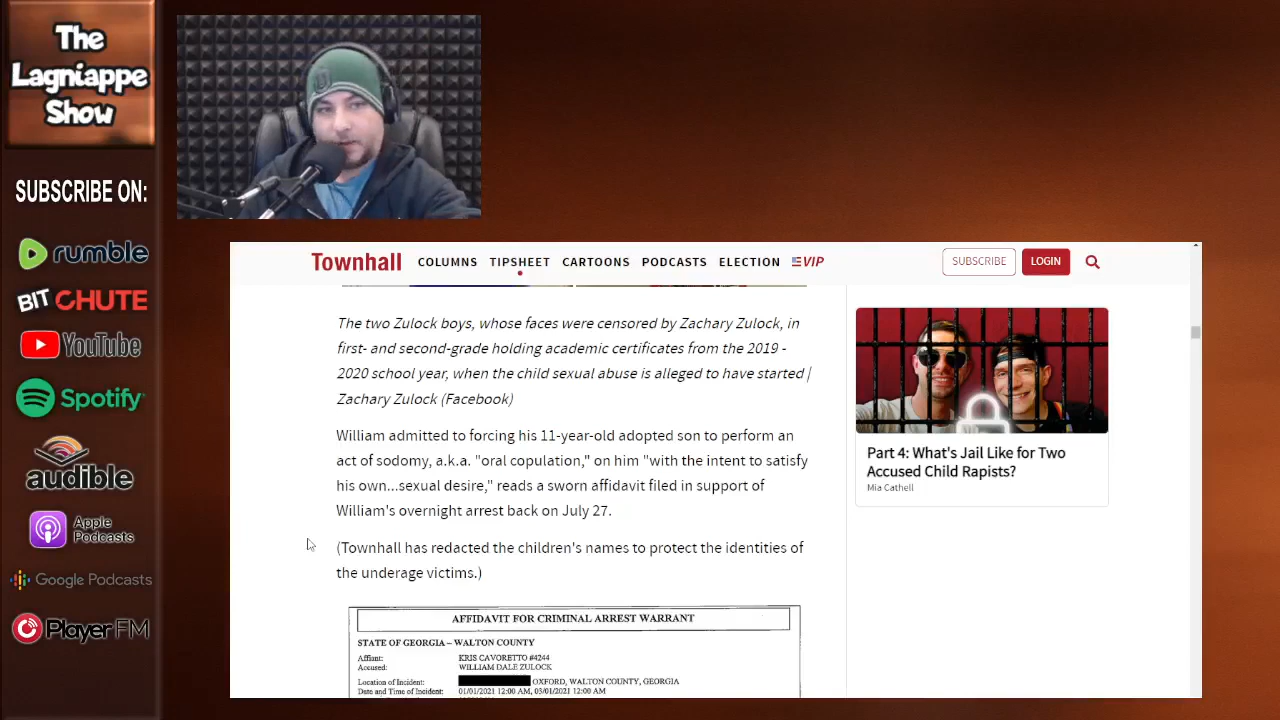 The
Lagniappe
Show
SUBSCRIBE ON:
rumble
BIT CHUTE
YouTube
Spotify
audible
Apple
Podcasts
Google Podcasts
Player FM
Townhall COLUMNS TIPSHEET CARTOONS PODCASTS ELECTION VIP SUBSCRIBE LOGIN
The two Zulock boys, whose faces were censored by Zachary Zulock, in
first- and second-grade holding academic certificates from the 2019 -
2020 school year, when the child sexual abuse is alleged to have started |
Zachary Zulock (Facebook)
William admitted to forcing his 11-year-old adopted son to perform an
act of sodomy, a.k.a. "oral copulation," on him "with the intent to satisfy
his own...sexual desire," reads a sworn affidavit filed in support of
William's overnight arrest back on July 27.
(Townhall has redacted the children's names to protect the identities of
the underage victims.)
AFFIDAVIT FOR CRIMINAL ARREST WARRANT
STATE OF GEORGIA – WALTON COUNTY
Affiant: KRIS CAVORETTO #4244
Accused: WILLIAM DALE ZULOCK
Location of Incident: OXFORD, WALTON COUNTY, GEORGIA
Date and Time of Incident: 01/01/2021 12:00 AM, 03/01/2021 12:00 AM
Part 4: What's Jail Like for Two
Accused Child Rapists?
Mia Cathell